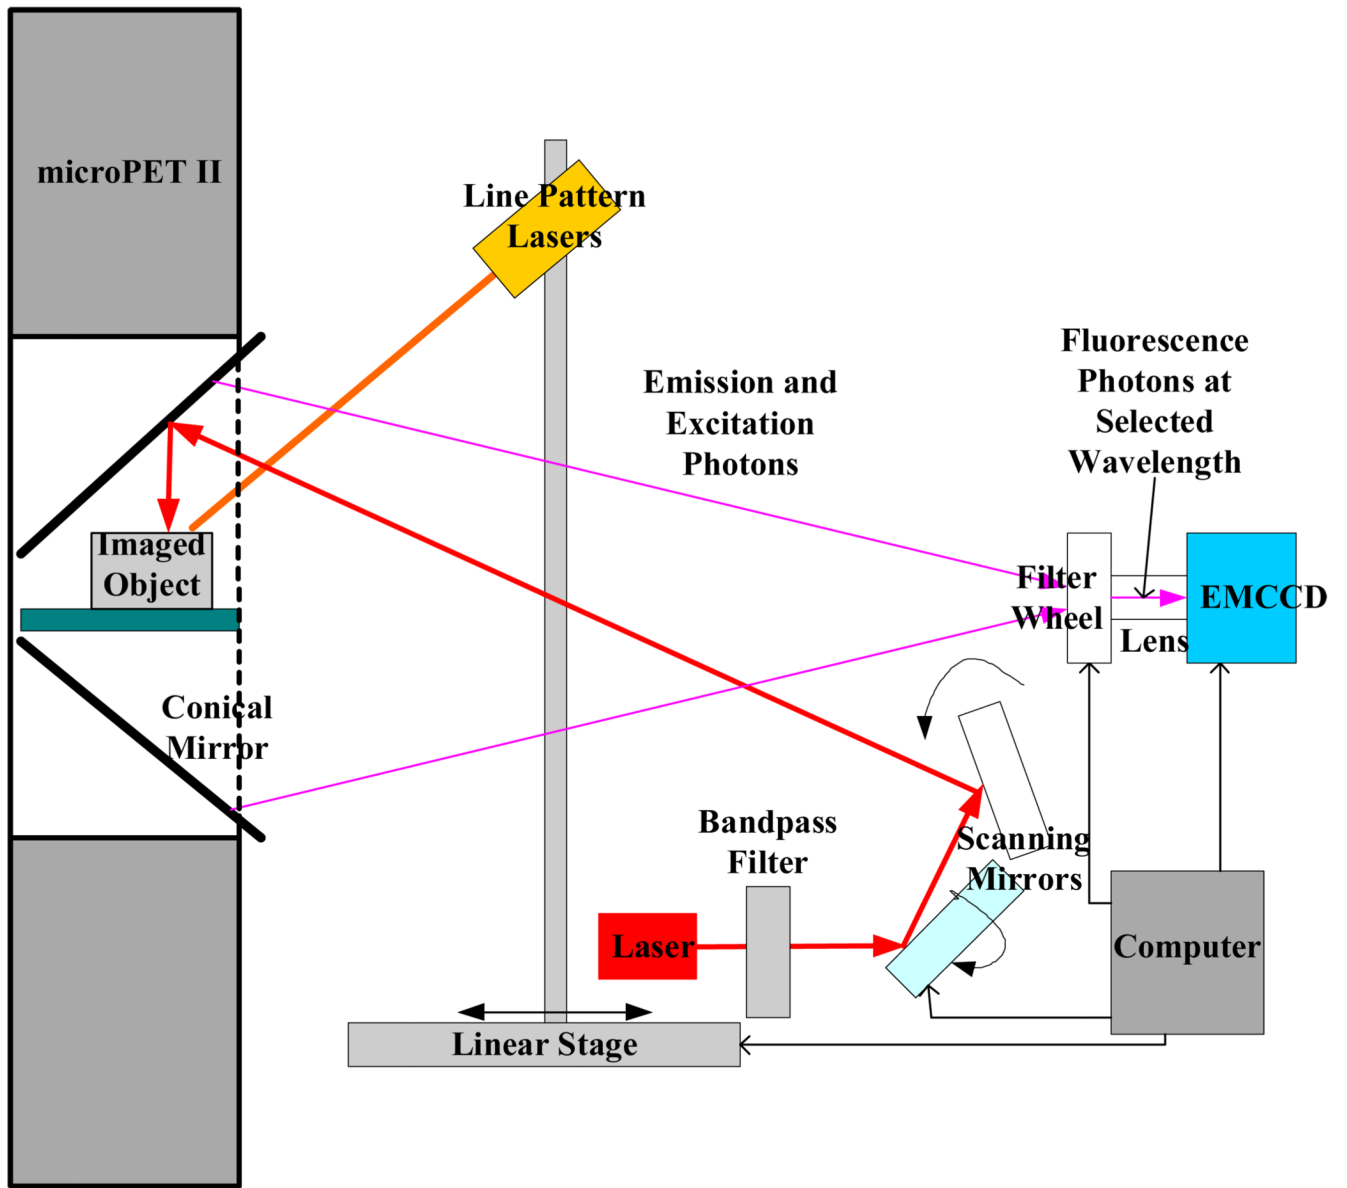 microPET II
Line Pattern
Lasers
Emission and
Excitation
Photons
Fluorescence
Photons at
Selected
Wavelength
Imaged
Object
Filter
Wheel
EMCCD
Lens
Conical
Mirror
Bandpass
Filter
Scanning
Mirrors
Laser
Computer
Linear Stage